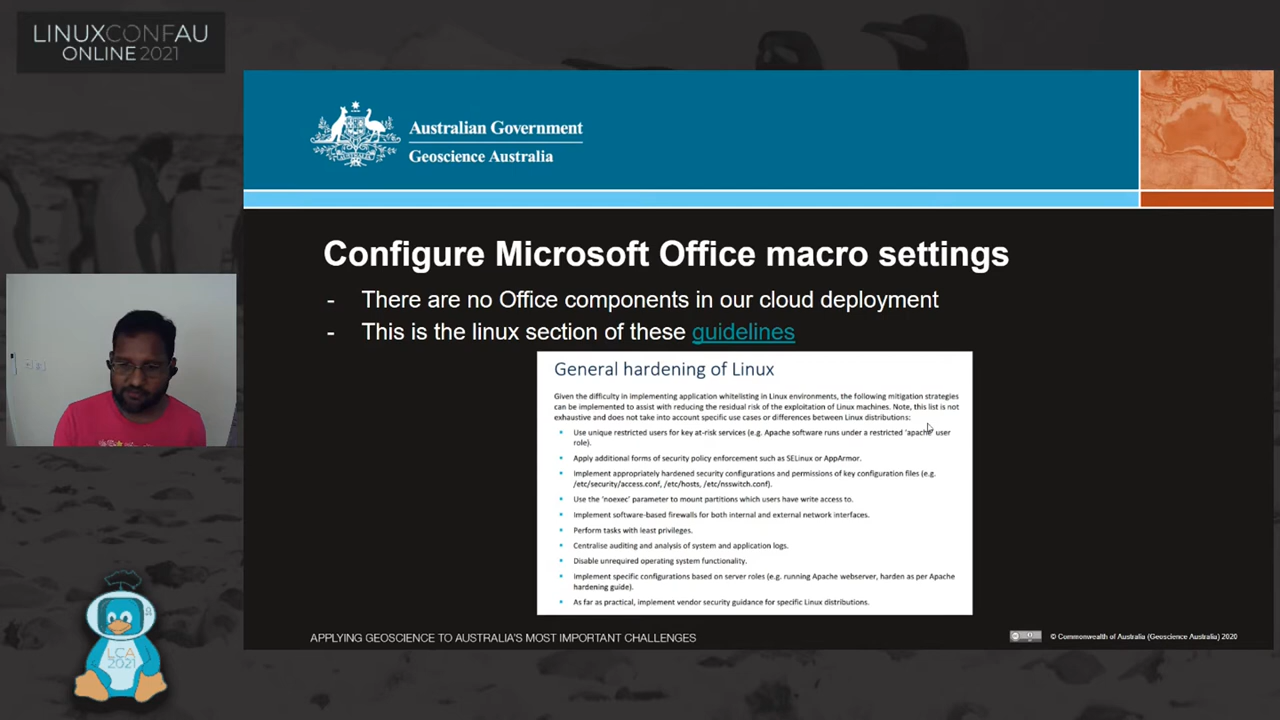 LINUXCONFAU
ONLINE 2021
Australian Government
Geoscience Australia
Configure Microsoft Office macro settings
- There are no Office components in our cloud deployment
- This is the linux section of these guidelines
General hardening of Linux
Given the difficulty in implementing application whitelisting in Linux environments, the following mitigation strategies
can be implemented to assist with reducing the residual risk of the exploitation of Linux machines. Note, this list is not
exhaustive and does not take into account specific use cases or differences between Linux distributions:
▪ Use unique restricted users for key at-risk services (e.g. Apache software runs under a restricted 'apache' user
role).
▪ Apply additional forms of security policy enforcement such as SELinux or AppArmor.
▪ Implement appropriately hardened security configurations and permissions of key configuration files (e.g.
/etc/security/access.conf, /etc/hosts, /etc/nsswitch.conf).
▪ Use the 'noexec' parameter to mount partitions which users have write access to.
▪ Implement software-based firewalls for both internal and external network interfaces.
▪ Perform tasks with least privileges.
▪ Centralise auditing and analysis of system and application logs.
▪ Disable unrequired operating system functionality.
▪ Implement specific configurations based on server roles (e.g. running Apache webserver, harden as per Apache
hardening guide).
▪ As far as practical, implement vendor security guidance for specific Linux distributions.
LCA
2021
APPLYING GEOSCIENCE TO AUSTRALIA'S MOST IMPORTANT CHALLENGES
© Commonwealth of Australia (Geoscience Australia) 2020